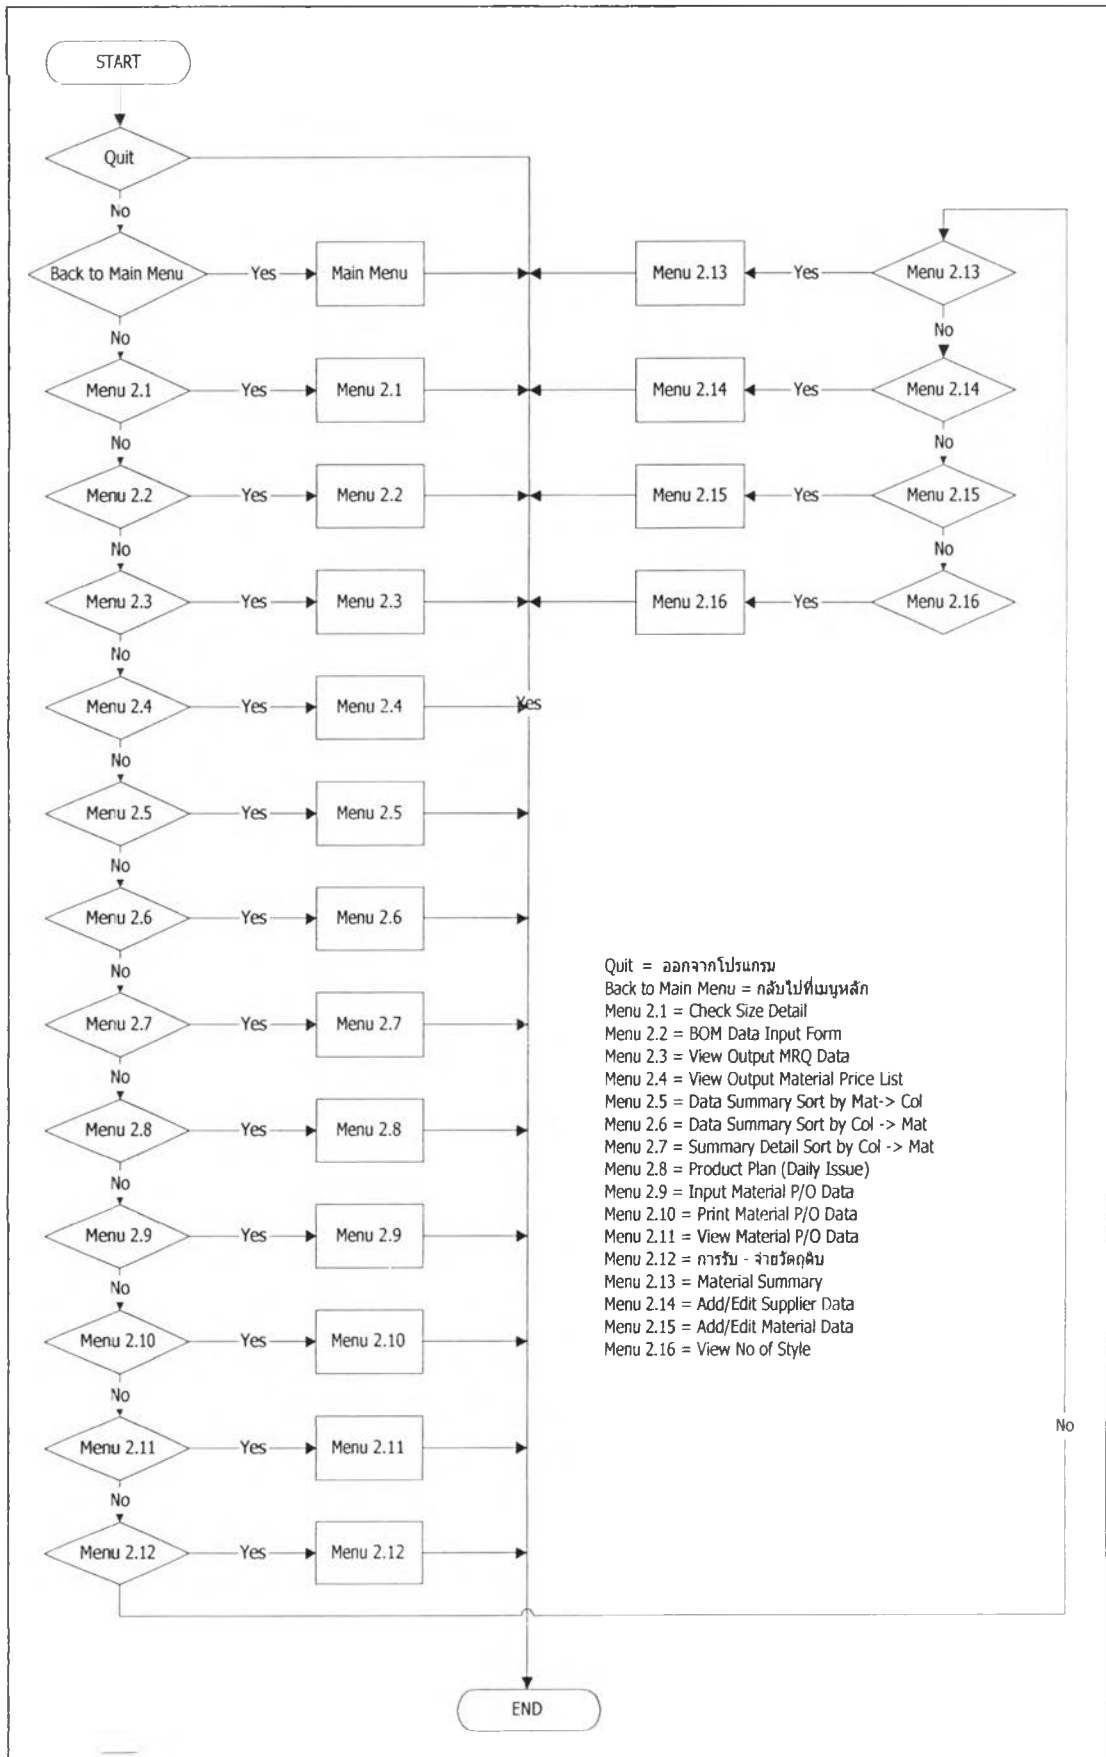 START
Quit
No
Back to Main Menu
Yes
Main Menu
Menu 2.13
Yes
Menu 2.13
No
No
Menu 2.1
Yes
Menu 2.1
Menu 2.14
Yes
Menu 2.14
No
No
Menu 2.2
Yes
Menu 2.2
Menu 2.15
Yes
Menu 2.15
No
No
Menu 2.3
Yes
Menu 2.3
Menu 2.16
Yes
Menu 2.16
No
Menu 2.4
Yes
Menu 2.4
Yes
No
Menu 2.5
Yes
Menu 2.5
No
Menu 2.6
Yes
Menu 2.6
No
Menu 2.7
Yes
Menu 2.7
No
Menu 2.8
Yes
Menu 2.8
No
Menu 2.9
Yes
Menu 2.9
No
Menu 2.10
Yes
Menu 2.10
No
Menu 2.11
Yes
Menu 2.11
No
Menu 2.12
Yes
Menu 2.12
Quit = ออกจากโปรแกรม
Back to Main Menu = กลับไปที่เมนูหลัก
Menu 2.1 = Check Size Detail
Menu 2.2 = BOM Data Input Form
Menu 2.3 = View Output MRQ Data
Menu 2.4 = View Output Material Price List
Menu 2.5 = Data Summary Sort by Mat-> Col
Menu 2.6 = Data Summary Sort by Col -> Mat
Menu 2.7 = Summary Detail Sort by Col -> Mat
Menu 2.8 = Product Plan (Daily Issue)
Menu 2.9 = Input Material P/O Data
Menu 2.10 = Print Material P/O Data
Menu 2.11 = View Material P/O Data
Menu 2.12 = การรับ - จ่ายวัตถุดิบ
Menu 2.13 = Material Summary
Menu 2.14 = Add/Edit Supplier Data
Menu 2.15 = Add/Edit Material Data
Menu 2.16 = View No of Style
No
END